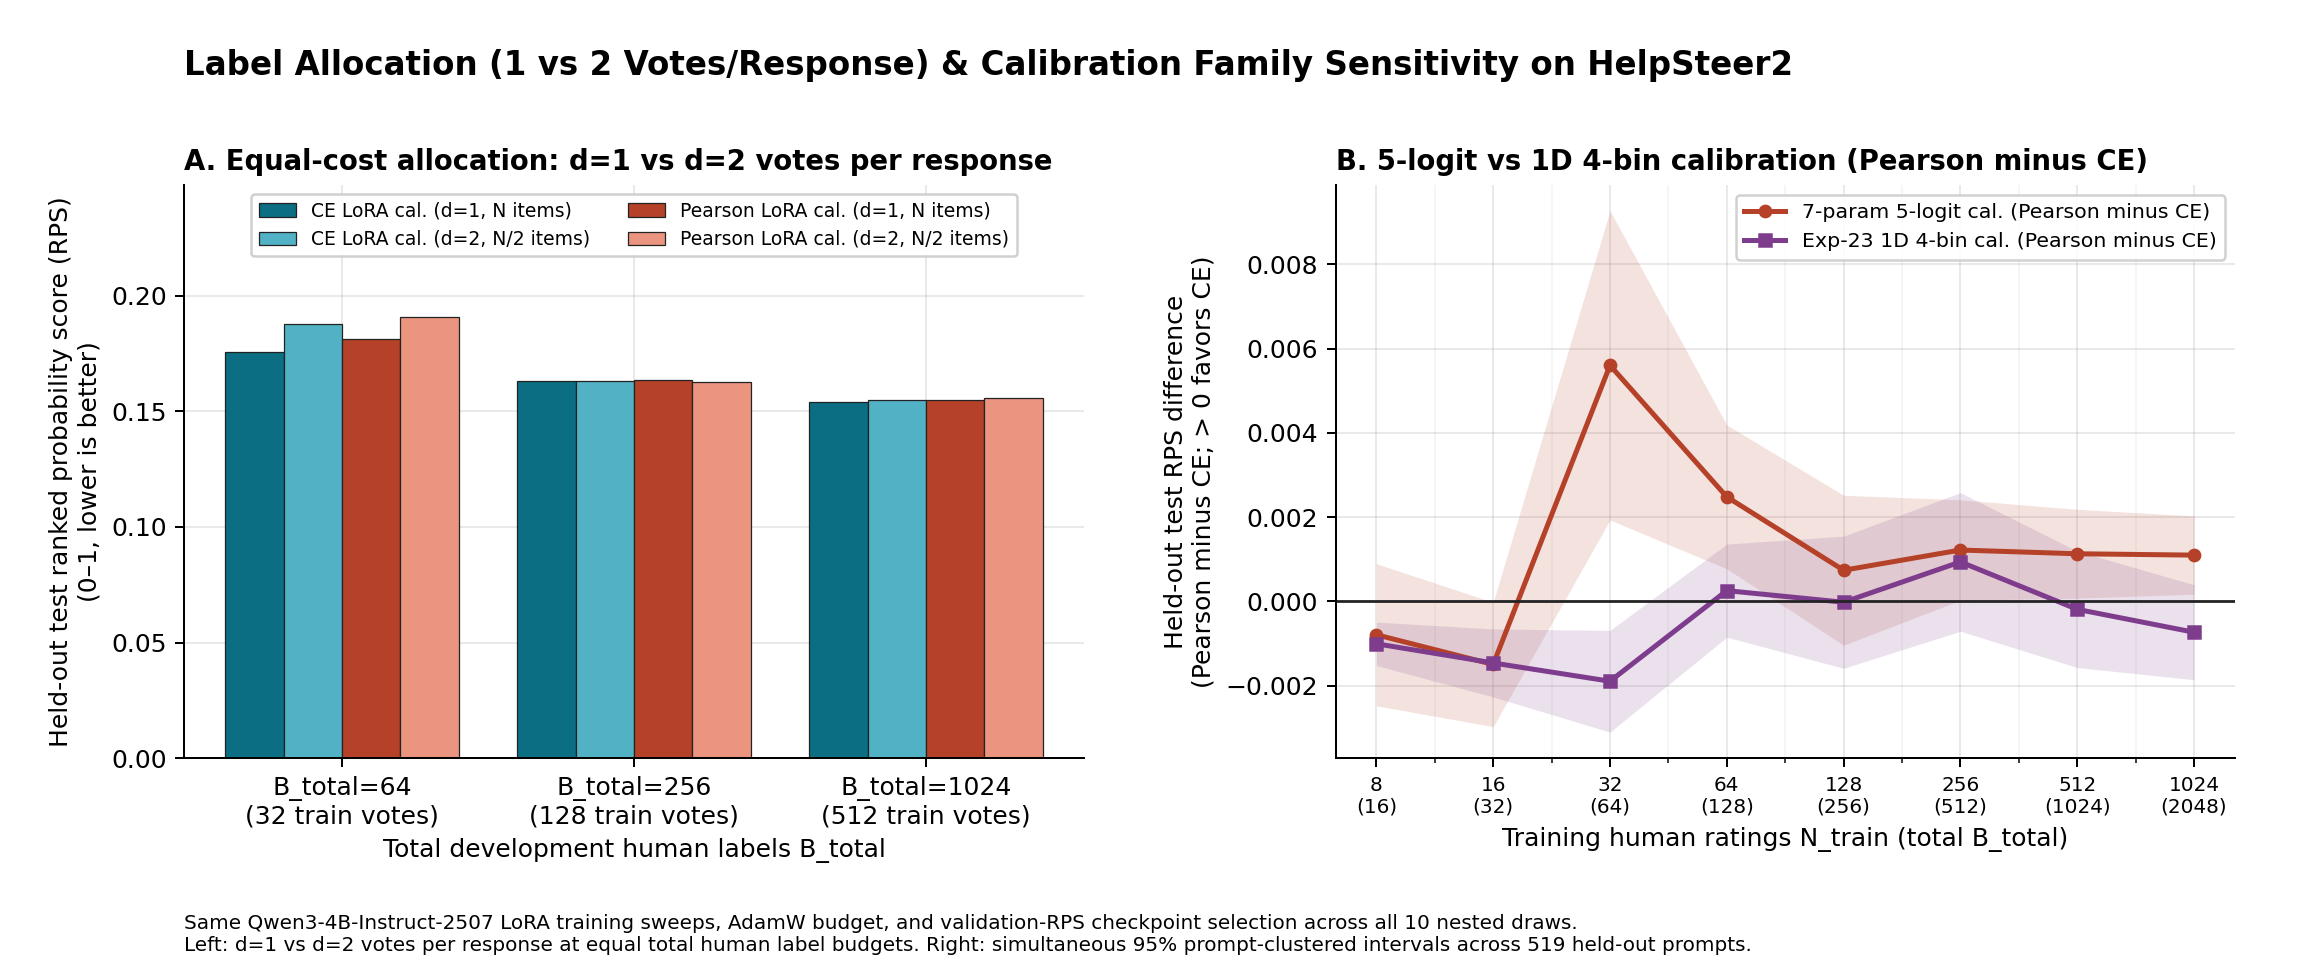 Label Allocation (1 vs 2 Votes/Response) & Calibration Family Sensitivity on HelpSteer2
A. Equal-cost allocation: d=1 vs d=2 votes per response
CE LoRA cal. (d=1, N items)
CE LoRA cal. (d=2, N/2 items)
Pearson LoRA cal. (d=1, N items)
Pearson LoRA cal. (d=2, N/2 items)
Held-out test ranked probability score (RPS)
(0–1, lower is better)
0.20
0.15
0.10
0.05
0.00
B_total=64
(32 train votes)
B_total=256
(128 train votes)
B_total=1024
(512 train votes)
Total development human labels B_total
B. 5-logit vs 1D 4-bin calibration (Pearson minus CE)
7-param 5-logit cal. (Pearson minus CE)
Exp-23 1D 4-bin cal. (Pearson minus CE)
Held-out test RPS difference
(Pearson minus CE; > 0 favors CE)
0.008
0.006
0.004
0.002
0.000
−0.002
8
(16)
16
(32)
32
(64)
64
(128)
128
(256)
256
(512)
512
(1024)
1024
(2048)
Training human ratings N_train (total B_total)
Same Qwen3-4B-Instruct-2507 LoRA training sweeps, AdamW budget, and validation-RPS checkpoint selection across all 10 nested draws.
Left: d=1 vs d=2 votes per response at equal total human label budgets. Right: simultaneous 95% prompt-clustered intervals across 519 held-out prompts.